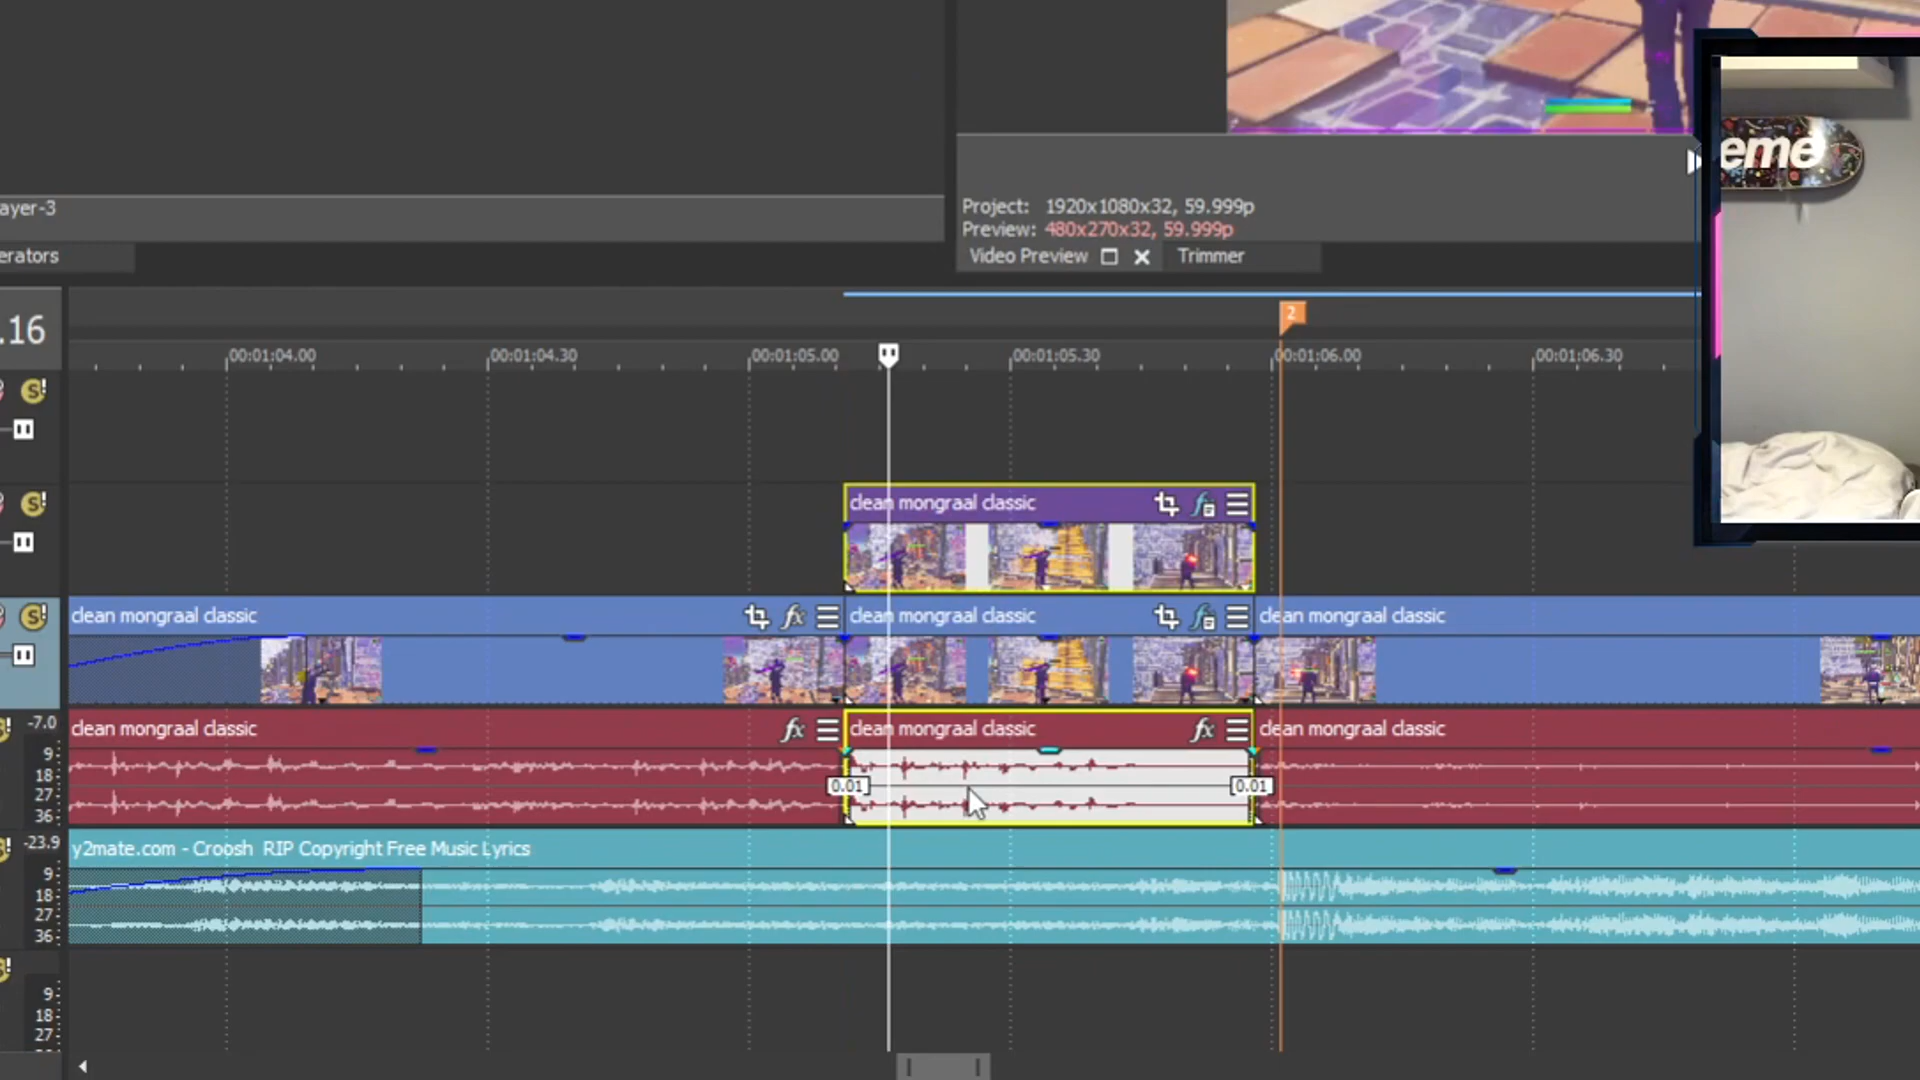 eme
ayer-3
Project: 1920x1080x32, 59.999p
Preview: 480x270x32, 59.999p
erators
Video Preview
Trimmer
.16
2
00:01:04.00
00:01:04.30
00:01:05.00
00:01:05.30
00:01:06.00
00:01:06.30
S!
S!
clean mongraal classic
S!
clean mongraal classic
fx
clean mongraal classic
clean mongraal classic
-7.0
clean mongraal classic
fx
clean mongraal classic
fx
clean mongraal classic
9
18
27
36
0.01
0.01
-23.9
y2mate.com - Croosh RIP Copyright Free Music Lyrics
9
18
27
36
9
18
27